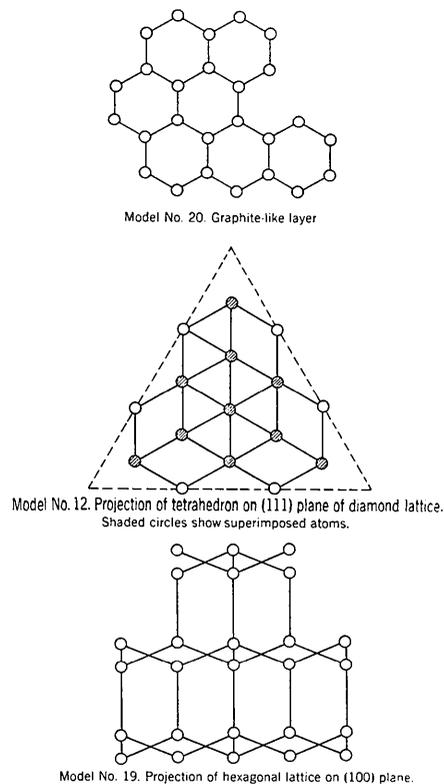 Model No. 20. Graphite-like layer
Model No. 12. Projection of tetrahedron on (111) plane of diamond lattice.
Shaded circles show superimposed atoms.
Model No. 19. Projection of hexagonal lattice on (100) plane.